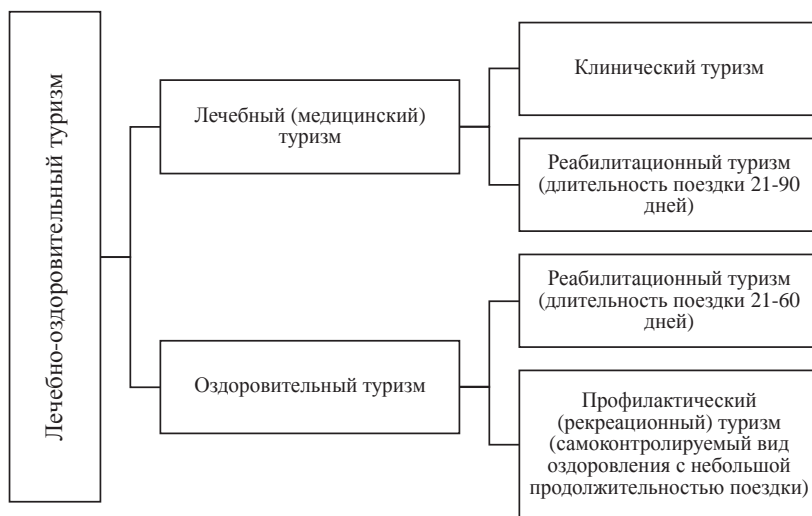 Лечебно-оздоровительный туризм
Лечебный (медицинский)
туризм
Клинический туризм
Реабилитационный туризм
(длительность поездки 21-90
дней)
Оздоровительный туризм
Реабилитационный туризм
(длительность поездки 21-60
дней)
Профилактический
(рекреационный) туризм
(самоконтролируемый вид
оздоровления с небольшой
продолжительностью поездки)